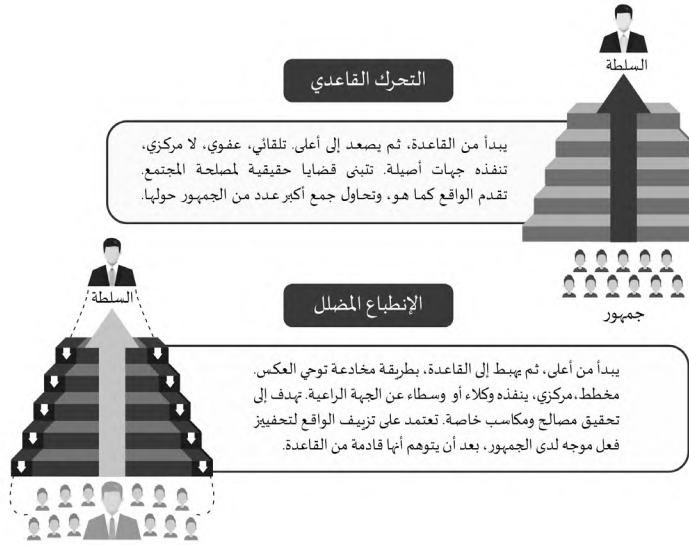 السلطة
التحرك القاعدي
يبدأ من القاعدة، ثم يصعد إلى أعلى. تلقائي، عفوي، لا مركزي،
تنفذه جهات أصيلة. تتبنى قضايا حقيقية لمصلحة المجتمع.
تقدم الواقع كما هو، وتحاول جمع أكبر عدد من الجمهور حولها.
جمهور
السلطة
الإنطباع المضلل
يبدأ من أعلى، ثم يهبط إلى القاعدة، بطريقة مخادعة توحي العكس.
مخطط،مركزي، ينفذه وكلاء أو وسطاء عن الجهة الراعية. تهدف إلى
تحقيق مصالح ومكاسب خاصة. تعتمد على تزييف الواقع لتحفييز
فعل موجه لدى الجمهور، بعد أن يتوهم أنها قادمة من القاعدة.